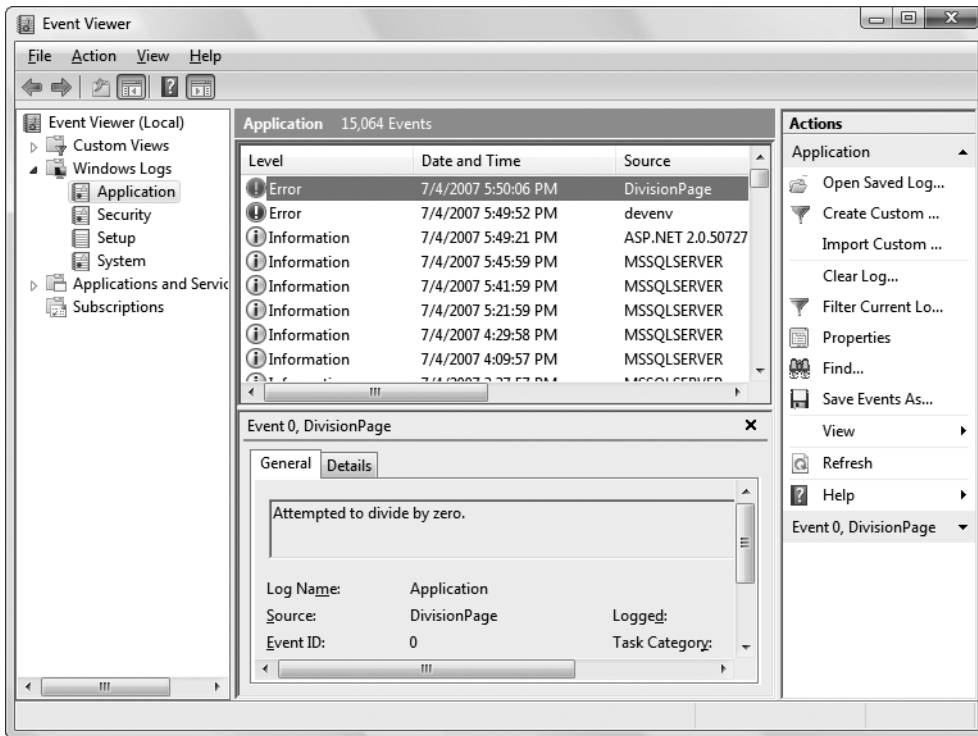 Event Viewer
File Action View Help
Event Viewer (Local)
Custom Views
Windows Logs
Application
Security
Setup
System
Applications and Servic
Subscriptions
Application 15,064 Events
Level Date and Time Source
Error 7/4/2007 5:50:06 PM DivisionPage
Error 7/4/2007 5:49:52 PM devenv
Information 7/4/2007 5:49:21 PM ASP.NET 2.0.50727
Information 7/4/2007 5:45:59 PM MSSQLSERVER
Information 7/4/2007 5:41:59 PM MSSQLSERVER
Information 7/4/2007 5:21:59 PM MSSQLSERVER
Information 7/4/2007 4:29:58 PM MSSQLSERVER
Information 7/4/2007 4:09:57 PM MSSQLSERVER
Event 0, DivisionPage
General Details
Attempted to divide by zero.
Log Name: Application
Source: DivisionPage Logged:
Event ID: 0 Task Category:
Actions
Application
Open Saved Log...
Create Custom ...
Import Custom ...
Clear Log...
Filter Current Lo...
Properties
Find...
Save Events As...
View
Refresh
Help
Event 0, DivisionPage